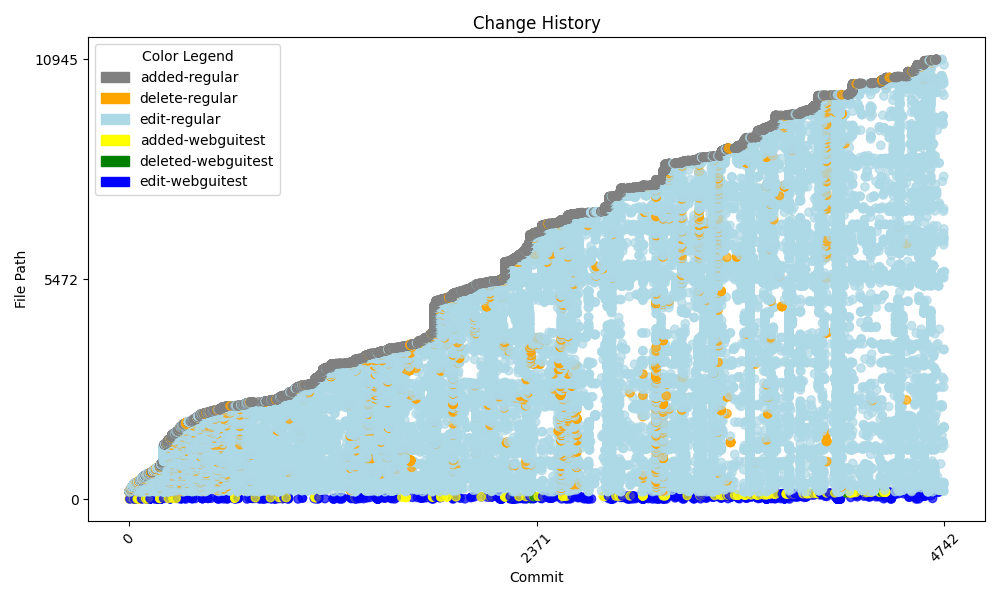 Change History
Color Legend
added-regular
delete-regular
edit-regular
added-webguitest
deleted-webguitest
edit-webguitest
10945
5472
0
File Path
0
2371
4742
Commit